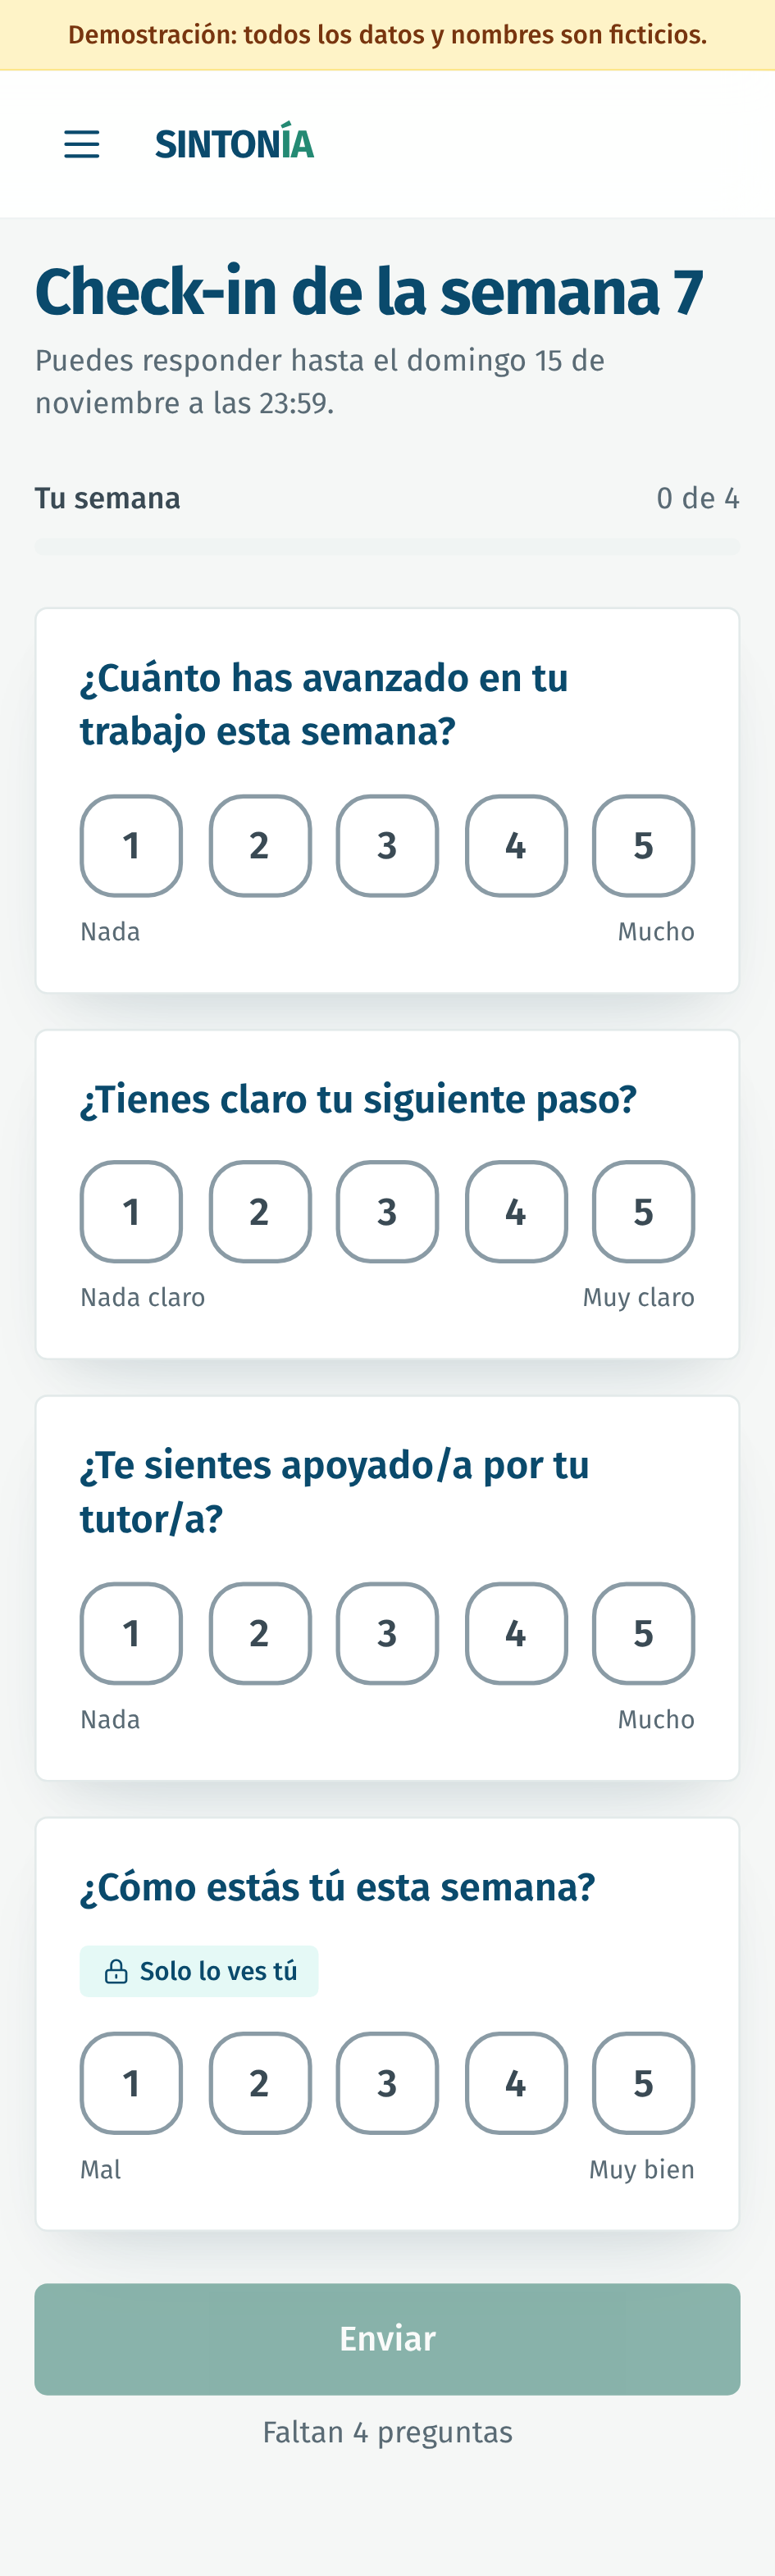 Demostración: todos los datos y nombres son ficticios.
SINTONÍA
Check-in de la semana 7
Puedes responder hasta el domingo 15 de
noviembre a las 23:59.
Tu semana 0 de 4
¿Cuánto has avanzado en tu
trabajo esta semana?
1 2 3 4 5
Nada Mucho
¿Tienes claro tu siguiente paso?
1 2 3 4 5
Nada claro Muy claro
¿Te sientes apoyado/a por tu
tutor/a?
1 2 3 4 5
Nada Mucho
¿Cómo estás tú esta semana?
Solo lo ves tú
1 2 3 4 5
Mal Muy bien
Enviar
Faltan 4 preguntas